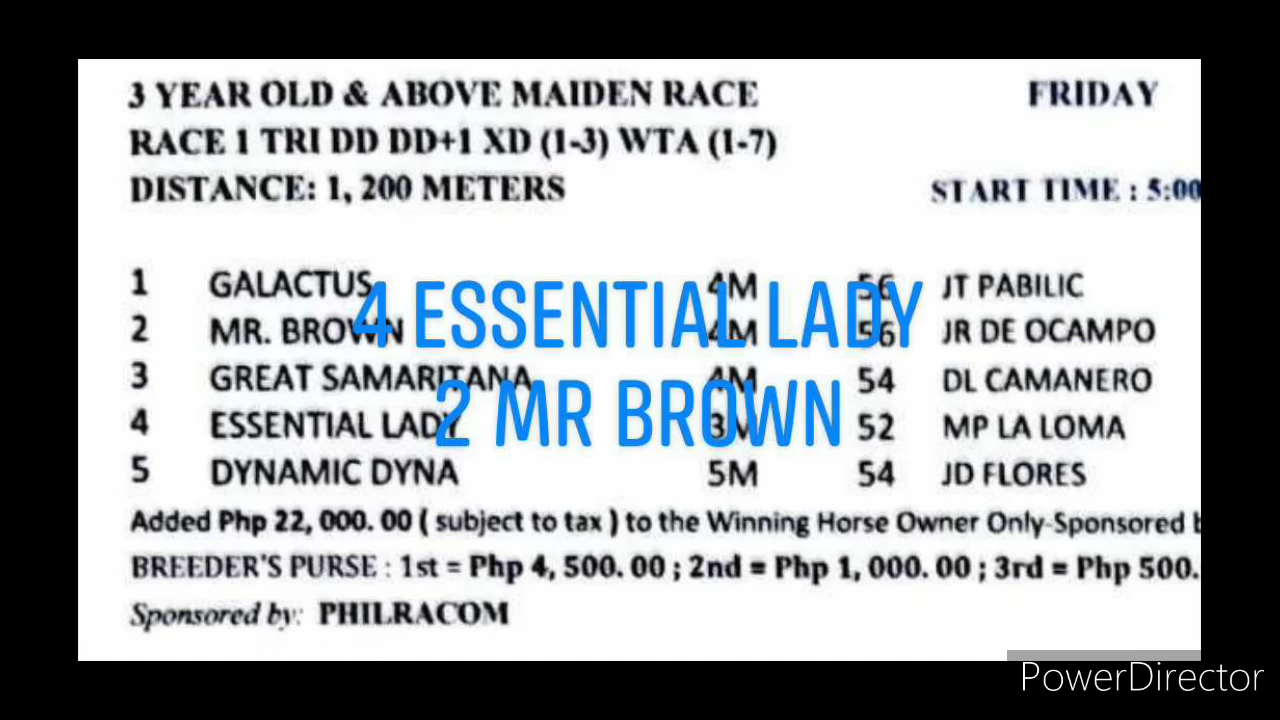 3 YEAR OLD & ABOVE MAIDEN RACE FRIDAY
RACE 1 TRI DD DD+1 XD (1-3) WTA (1-7)
DISTANCE: 1, 200 METERS START TIME : 5:00
1 GALACTUS 4M 56 JT PABILIC
4 ESSENTIAL LADY
2 MR. BROWN 4M 56 JR DE OCAMPO
3 GREAT SAMARITANA 4M 54 DL CAMANERO
2 MR BROWN
4 ESSENTIAL LADY 3M 52 MP LA LOMA
5 DYNAMIC DYNA 5M 54 JD FLORES
Added Php 22, 000. 00 ( subject to tax ) to the Winning Horse Owner Only-Sponsored b
BREEDER'S PURSE : 1st = Php 4, 500. 00 ; 2nd = Php 1, 000. 00 ; 3rd = Php 500.
Sponsored by: PHILRACOM
PowerDirector